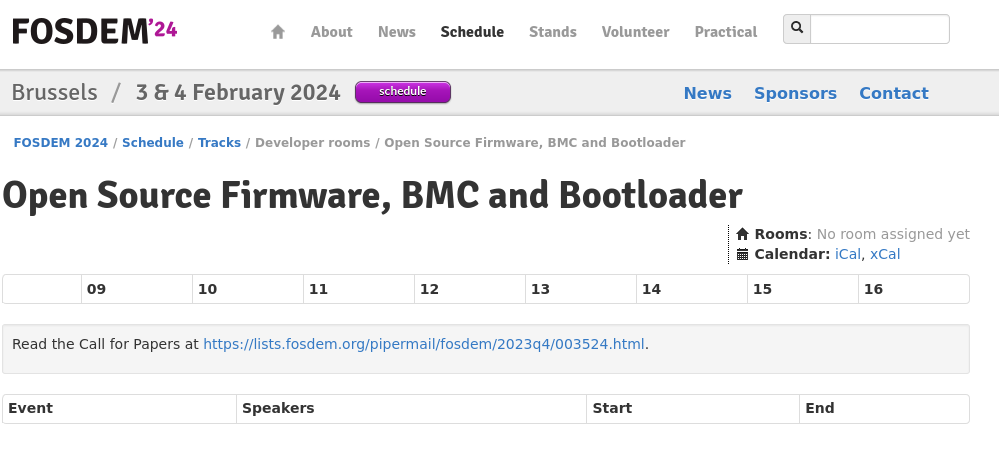 FOSDEM'24
About News Schedule Stands Volunteer Practical
Brussels / 3 & 4 February 2024 schedule News Sponsors Contact
FOSDEM 2024 / Schedule / Tracks / Developer rooms / Open Source Firmware, BMC and Bootloader
Open Source Firmware, BMC and Bootloader
Rooms: No room assigned yet
Calendar: iCal, xCal
09 10 11 12 13 14 15 16
Read the Call for Papers at https://lists.fosdem.org/pipermail/fosdem/2023q4/003524.html.
Event Speakers Start End